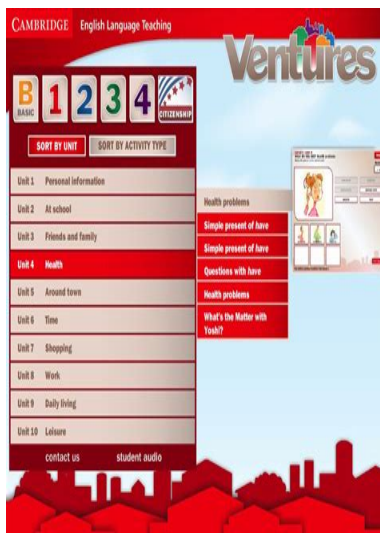 CAMBRIDGE English Language Teaching
Ventures
B 1 2 3 4
BASIC
CITIZENSHIP
SORT BY UNIT SORT BY ACTIVITY TYPE
Unit 1 Personal information
Unit 2 At school
Unit 3 Friends and family
Unit 4 Health
Unit 5 Around town
Unit 6 Time
Unit 7 Shopping
Unit 8 Work
Unit 9 Daily living
Unit 10 Leisure
Health problems
Simple present of have
Simple present of have
Questions with have
Health problems
What's the Matter with
Yoshi?
contact us student audio